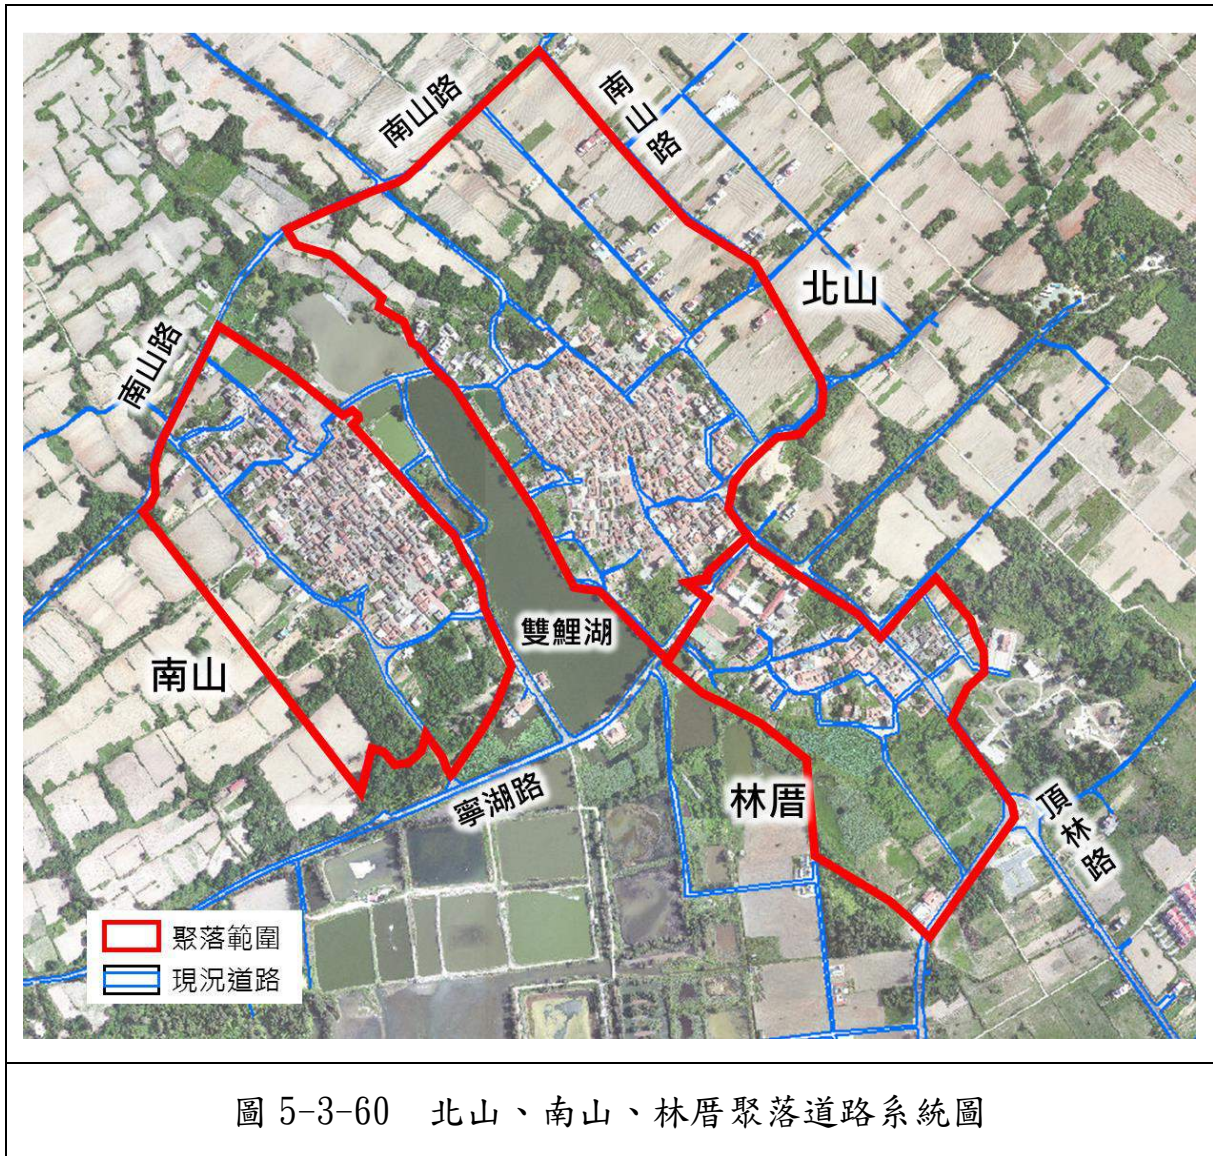 南山路
南山路
北山
南山路
雙鯉湖
南山
林厝
寧湖路
頂林路
聚落範圍
現況道路
圖 5-3-60　北山、南山、林厝聚落道路系統圖